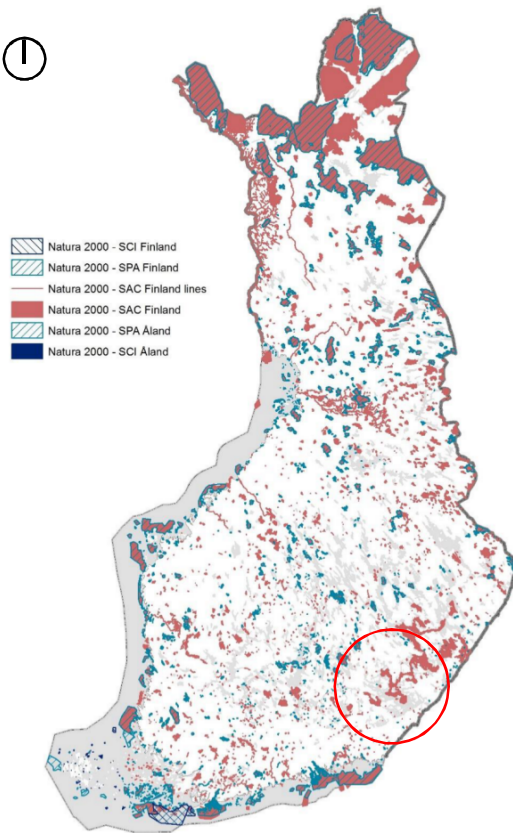 Natura 2000 - SCI Finland
Natura 2000 - SPA Finland
Natura 2000 - SAC Finland lines
Natura 2000 - SAC Finland
Natura 2000 - SPA Åland
Natura 2000 - SCI Åland